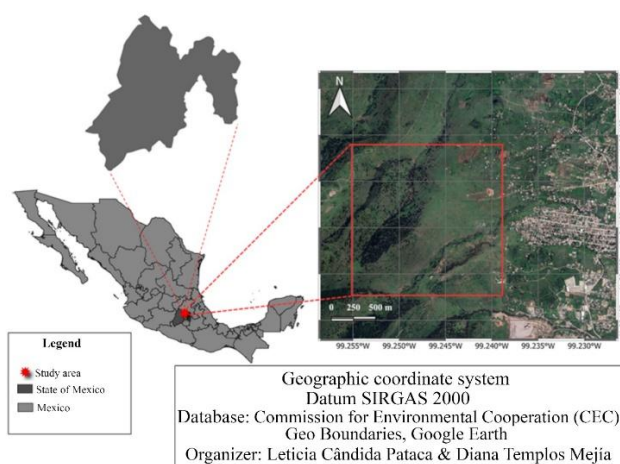 N
0 250 500 m
99.255°W 99.250°W 99.245°W 99.240°W 99.235°W 99.230°W
Legend
Study area
State of Mexico
Mexico
Geographic coordinate system
Datum SIRGAS 2000
Database: Commission for Environmental Cooperation (CEC)
Geo Boundaries, Google Earth
Organizer: Leticia Cândida Pataca & Diana Templos Mejía